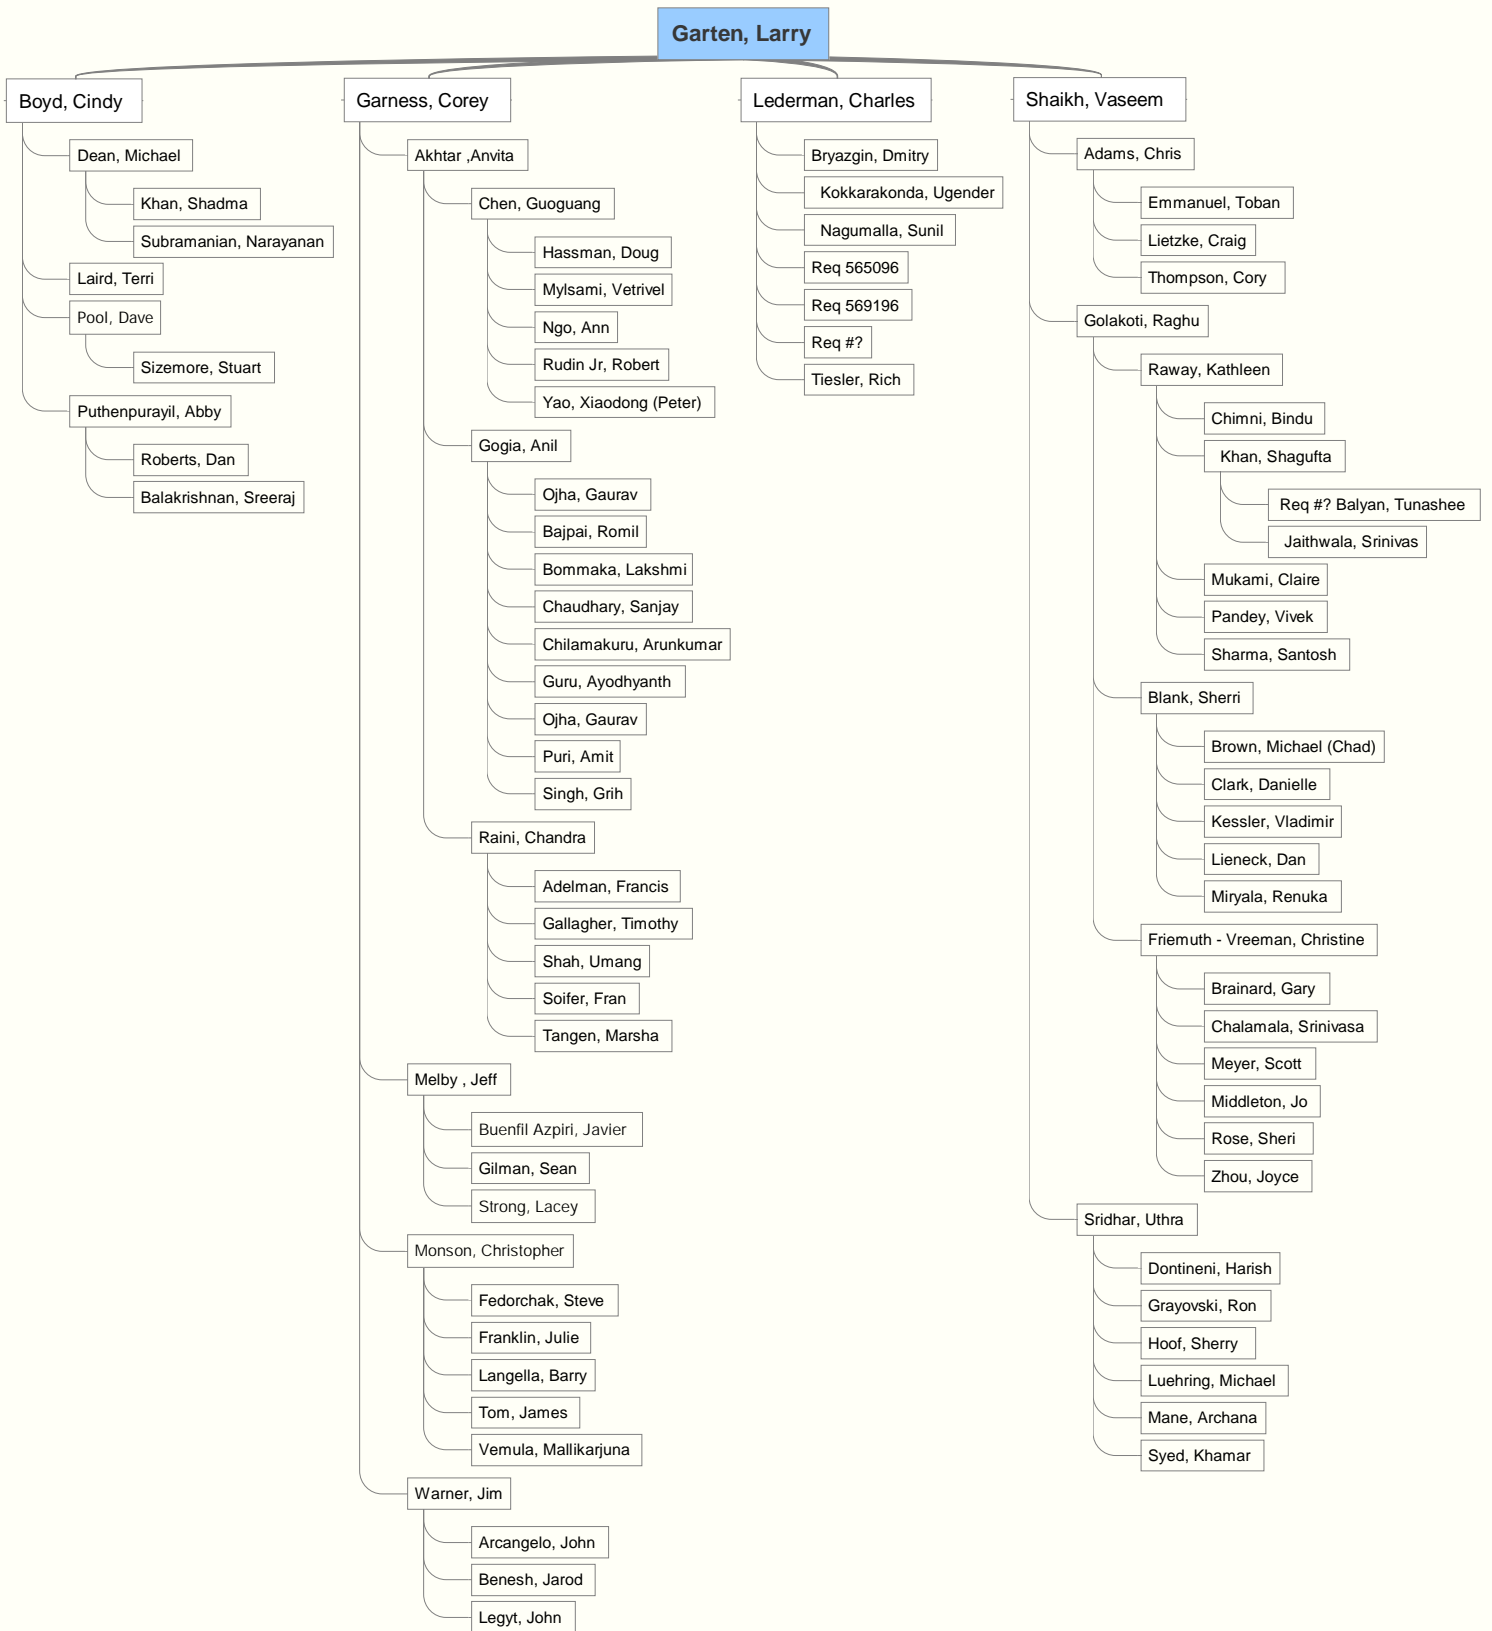 Garten, Larry
Boyd, Cindy
Dean, Michael
Khan, Shadma
Subramanian, Narayanan
Laird, Terri
Pool, Dave
Sizemore, Stuart
Puthenpurayil, Abby
Roberts, Dan
Balakrishnan, Sreeraj
Garness, Corey
Akhtar ,Anvita
Chen, Guoguang
Hassman, Doug
Mylsami, Vetrivel
Ngo, Ann
Rudin Jr, Robert
Yao, Xiaodong (Peter)
Gogia, Anil
Ojha, Gaurav
Bajpai, Romil
Bommaka, Lakshmi
Chaudhary, Sanjay
Chilamakuru, Arunkumar
Guru, Ayodhyanth
Ojha, Gaurav
Puri, Amit
Singh, Grih
Raini, Chandra
Adelman, Francis
Gallagher, Timothy
Shah, Umang
Soifer, Fran
Tangen, Marsha
Melby , Jeff
Buenfil Azpiri, Javier
Gilman, Sean
Strong, Lacey
Monson, Christopher
Fedorchak, Steve
Franklin, Julie
Langella, Barry
Tom, James
Vemula, Mallikarjuna
Warner, Jim
Arcangelo, John
Benesh, Jarod
Legyt, John
Lederman, Charles
Bryazgin, Dmitry
Kokkarakonda, Ugender
Nagumalla, Sunil
Req 565096
Req 569196
Req #?
Tiesler, Rich
Shaikh, Vaseem
Adams, Chris
Emmanuel, Toban
Lietzke, Craig
Thompson, Cory
Golakoti, Raghu
Raway, Kathleen
Chimni, Bindu
Khan, Shagufta
Req #? Balyan, Tunashee
Jaithwala, Srinivas
Mukami, Claire
Pandey, Vivek
Sharma, Santosh
Blank, Sherri
Brown, Michael (Chad)
Clark, Danielle
Kessler, Vladimir
Lieneck, Dan
Miryala, Renuka
Friemuth - Vreeman, Christine
Brainard, Gary
Chalamala, Srinivasa
Meyer, Scott
Middleton, Jo
Rose, Sheri
Zhou, Joyce
Sridhar, Uthra
Dontineni, Harish
Grayovski, Ron
Hoof, Sherry
Luehring, Michael
Mane, Archana
Syed, Khamar